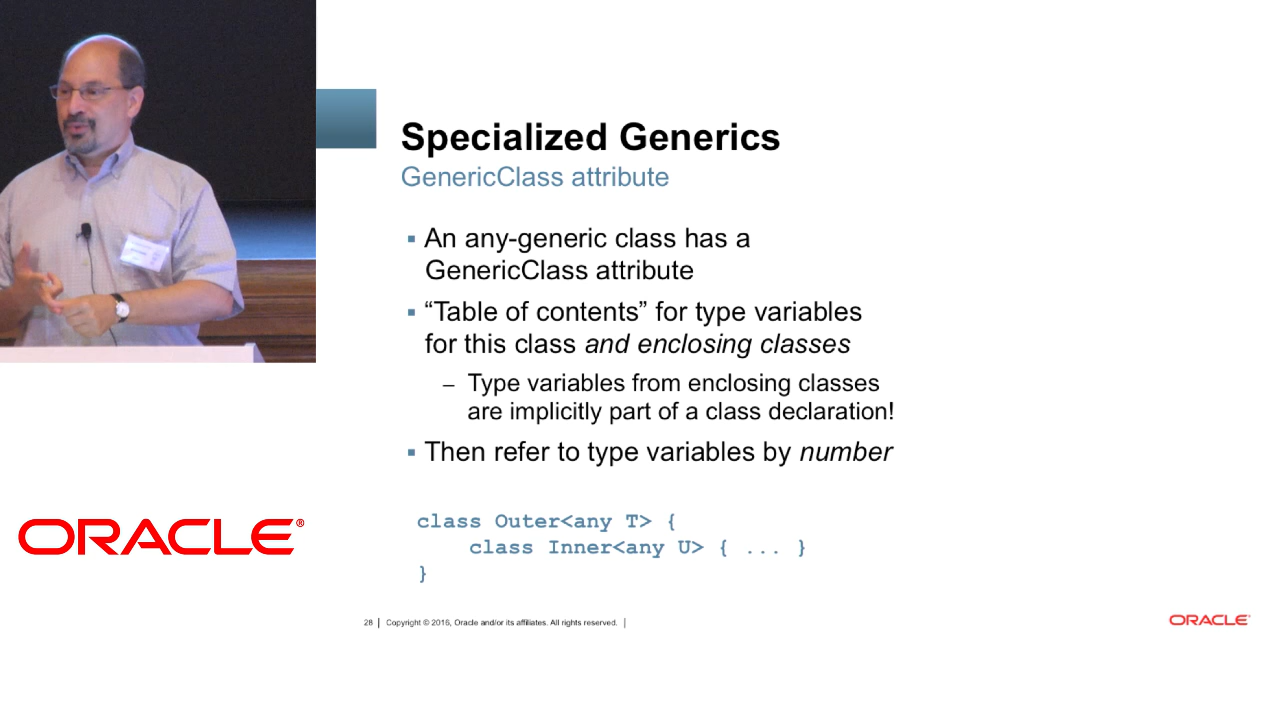 Specialized Generics
GenericClass attribute
▪ An any-generic class has a
GenericClass attribute
▪ “Table of contents” for type variables
for this class and enclosing classes
– Type variables from enclosing classes
are implicitly part of a class declaration!
▪ Then refer to type variables by number
class Outer<any T> {
class Inner<any U> { ... }
}
ORACLE®
28 | Copyright © 2016, Oracle and/or its affiliates. All rights reserved. |
ORACLE®